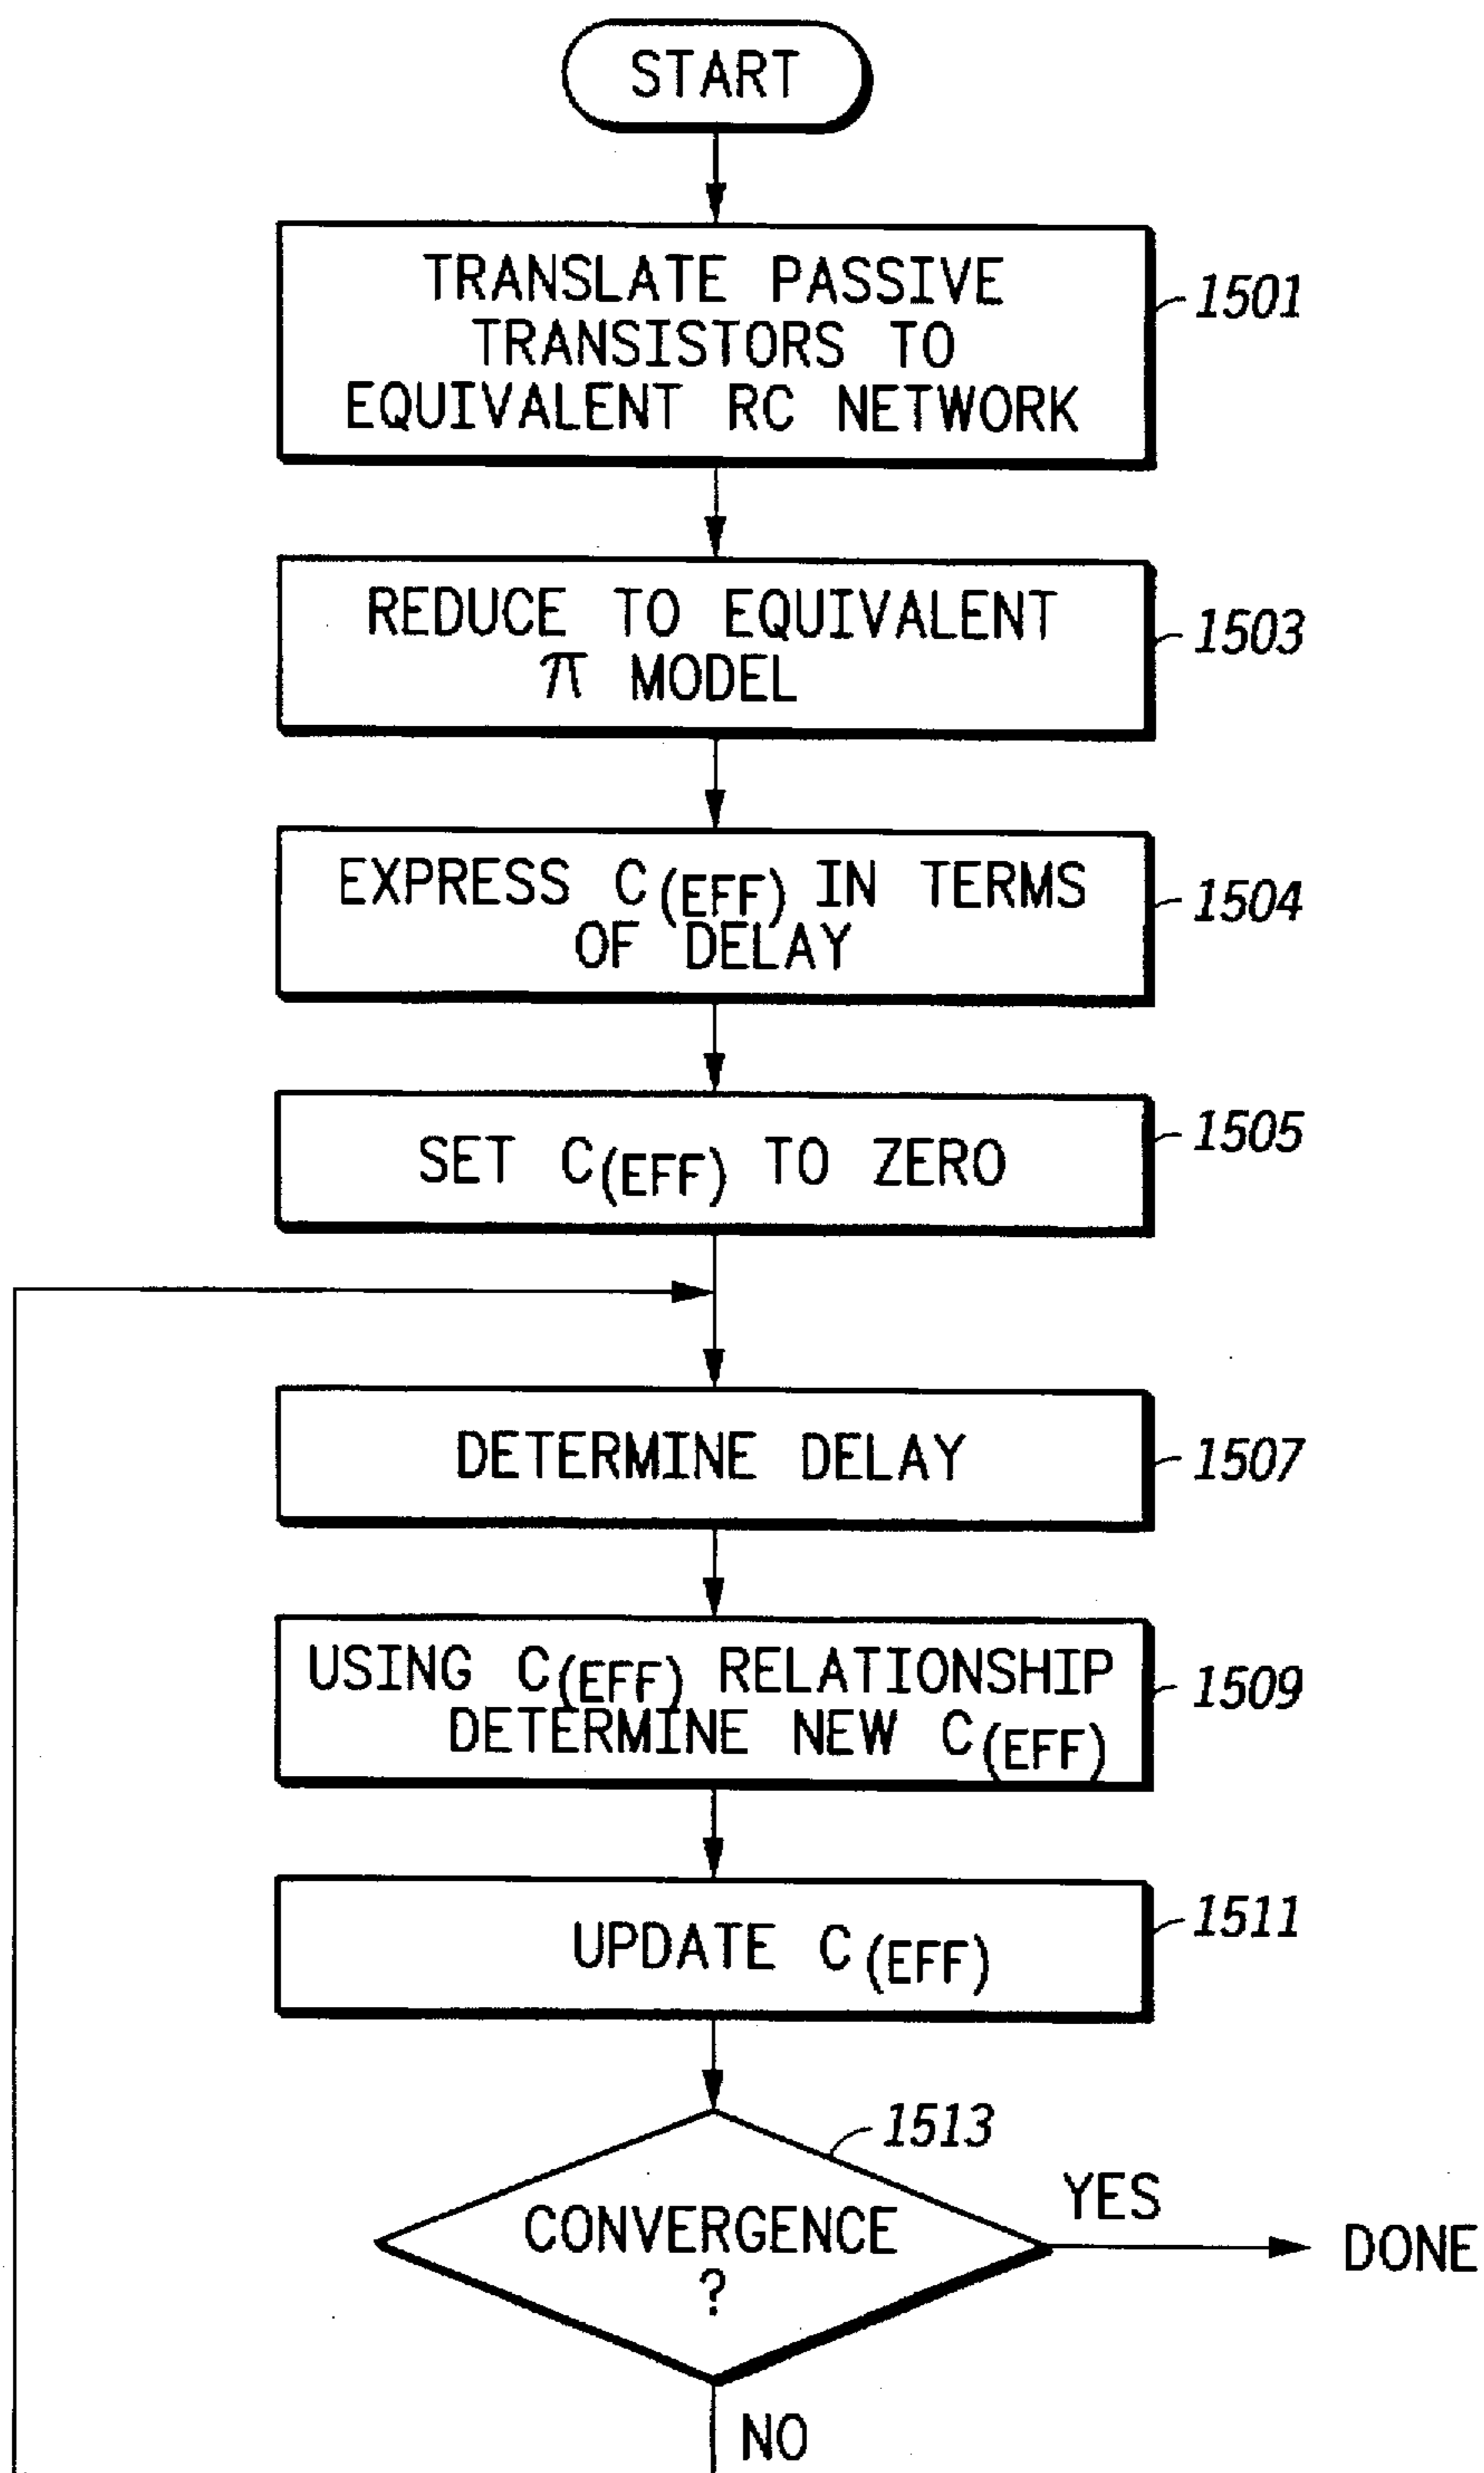 START
TRANSLATE PASSIVE
TRANSISTORS TO
EQUIVALENT RC NETWORK
1501
REDUCE TO EQUIVALENT
π MODEL
1503
EXPRESS C(EFF) IN TERMS
OF DELAY
1504
SET C(EFF) TO ZERO
1505
DETERMINE DELAY
1507
USING C(EFF) RELATIONSHIP
DETERMINE NEW C(EFF)
1509
UPDATE C(EFF)
1511
1513
CONVERGENCE
?
YES
DONE
NO